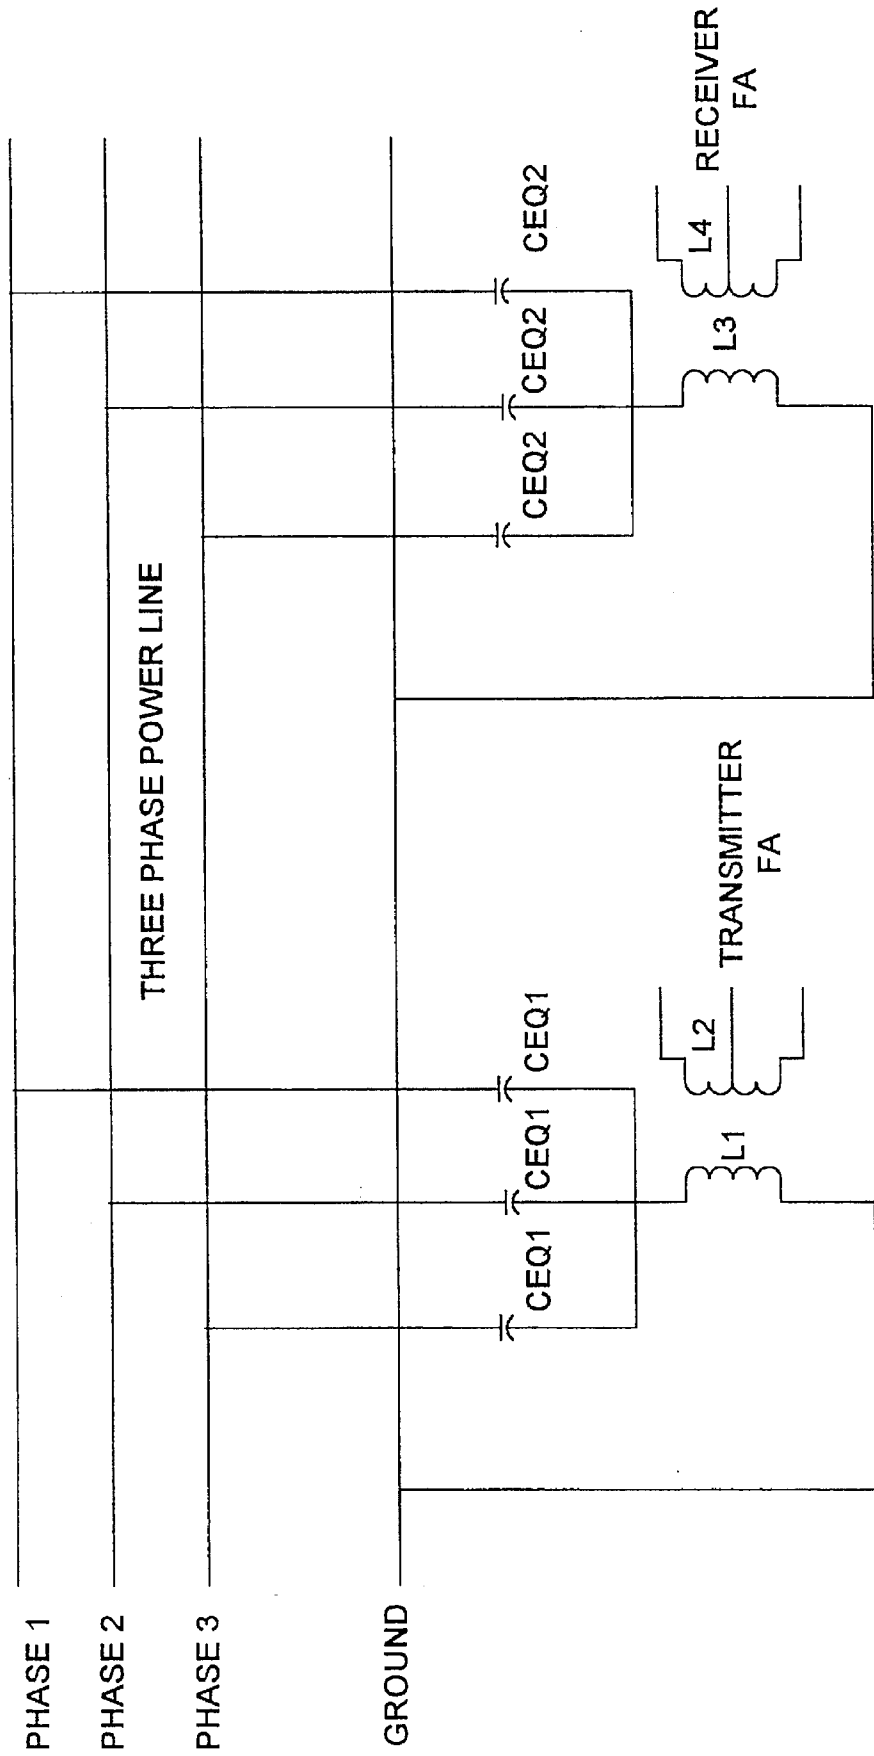 PHASE 1
PHASE 2
PHASE 3
GROUND
THREE PHASE POWER LINE
CEQ1
CEQ1
CEQ1
L1
L2
TRANSMITTER
FA
CEQ2
CEQ2
CEQ2
L3
L4
RECEIVER
FA